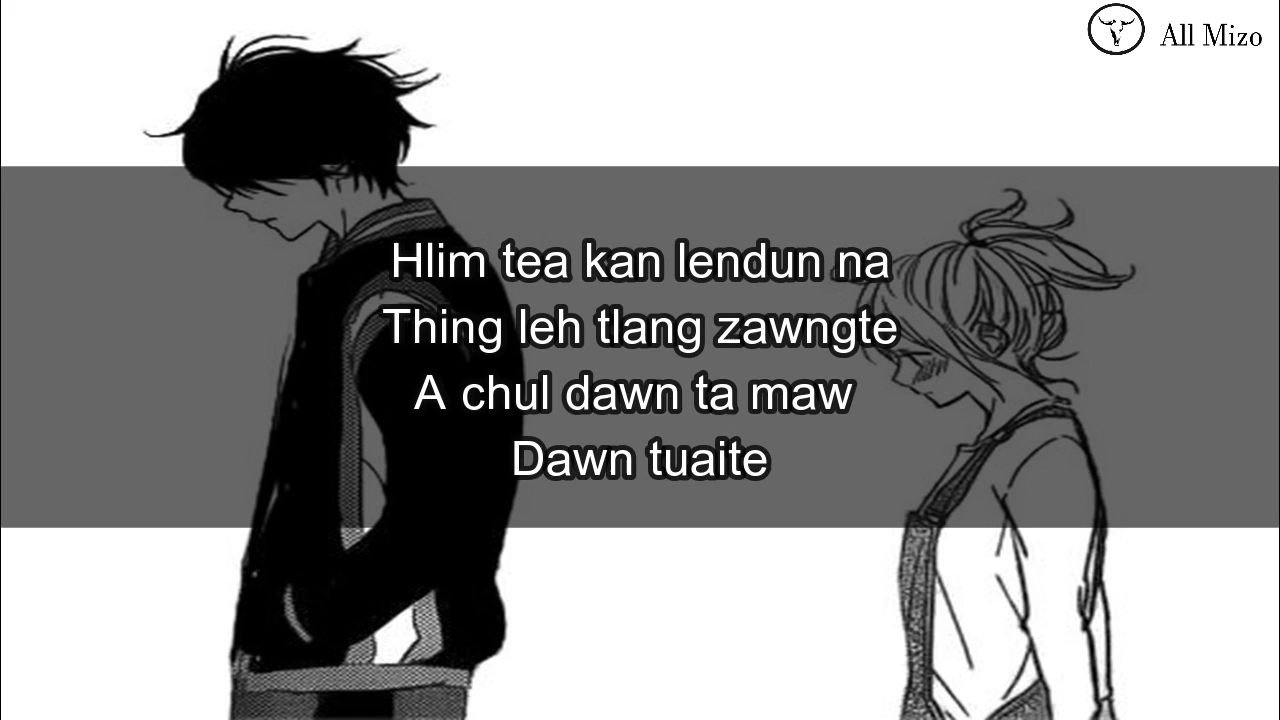 All Mizo
Hlim tea kan lendun na
Thing leh tlang zawngte
A chul dawn ta maw
Dawn tuaite